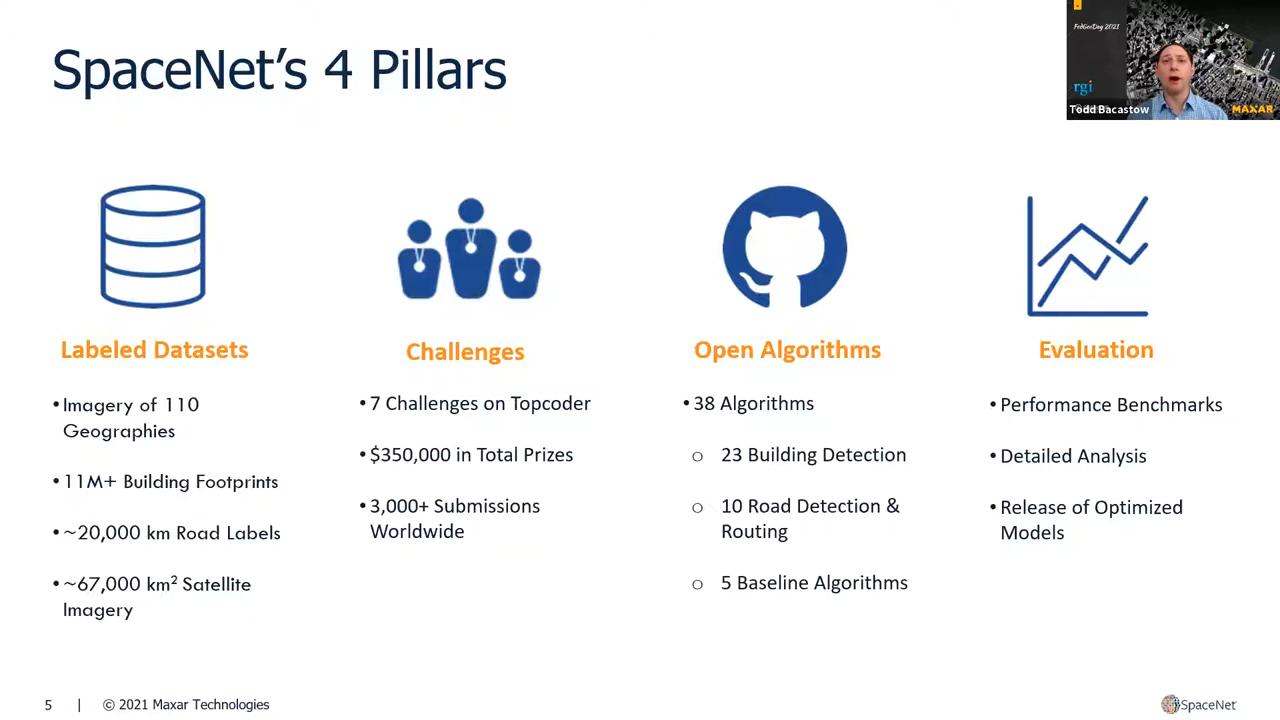 SpaceNet's 4 Pillars
FedGeoDay 2021
rgi
Todd Bacastow
MAXAR
Labeled Datasets
•Imagery of 110
Geographies
•11M+ Building Footprints
•~20,000 km Road Labels
•~67,000 km² Satellite
Imagery
Challenges
•7 Challenges on Topcoder
•$350,000 in Total Prizes
•3,000+ Submissions
Worldwide
Open Algorithms
•38 Algorithms
o 23 Building Detection
o 10 Road Detection &
Routing
o 5 Baseline Algorithms
Evaluation
•Performance Benchmarks
•Detailed Analysis
•Release of Optimized
Models
5 | © 2021 Maxar Technologies
SpaceNet